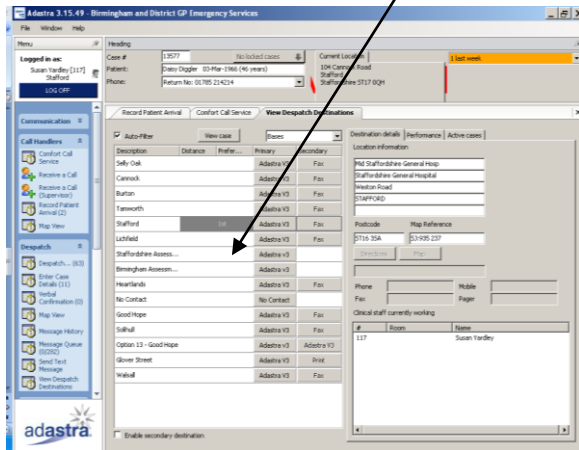 Adastra 3.15.49 - Birmingham and District GP Emergency Services
File Window Help
Menu
Logged in as:
Susan Yardley [117]
Stafford
LOG OFF
Communication
Call Handlers
Comfort Call
Service
Receive a Call
Receive a Call
(Supervisor)
Record Patient
Arrival (2)
Map View
Despatch
Despatch... (63)
Enter Case
Details (11)
Verbal
Confirmation (0)
Map View
Message History
Message Queue
(0/292)
Send Text
Message
View Despatch
Destinations
adastra
Heading
Case # 13577 No locked cases
Patient: Daisy Diggler 03-Mar-1966 (46 years)
Phone: Return No: 01785 214214
Current Location
104 Cannock Road
Stafford
Staffordshire ST17 0QH
1 last week
Record Patient Arrival Comfort Call Service View Despatch Destinations
Auto-Filter View case Bases
Description Distance Prefer... Primary Secondary
Selly Oak Adastra V3 Fax
Cannock Adastra V3 Fax
Burton Adastra V3 Fax
Tamworth Adastra V3 Fax
Stafford Adastra V3 Fax
Lichfield Adastra V3 Fax
Staffordshire Assess... Adastra v3
Birmingham Assessm... Adastra v3
Heartlands Adastra V3 Fax
No Contact No Contact
Good Hope Adastra V3 Fax
Solihull Adastra V3 Fax
Option 13 - Good Hope Adastra v3 Adastra V3
Glover Street Adastra V3 Print
Walsall Adastra V3 Fax
Enable secondary destination
Destination details Performance Active cases
Location information
Mid Staffordshire General Hosp
Staffordshire General Hospital
Weston Road
STAFFORD
Postcode Map Reference
ST16 3SA SJ:935 237
Directions Map
Phone Mobile
Fax Pager
Clinical staff currently working
# Room Name
117 Susan Yardley